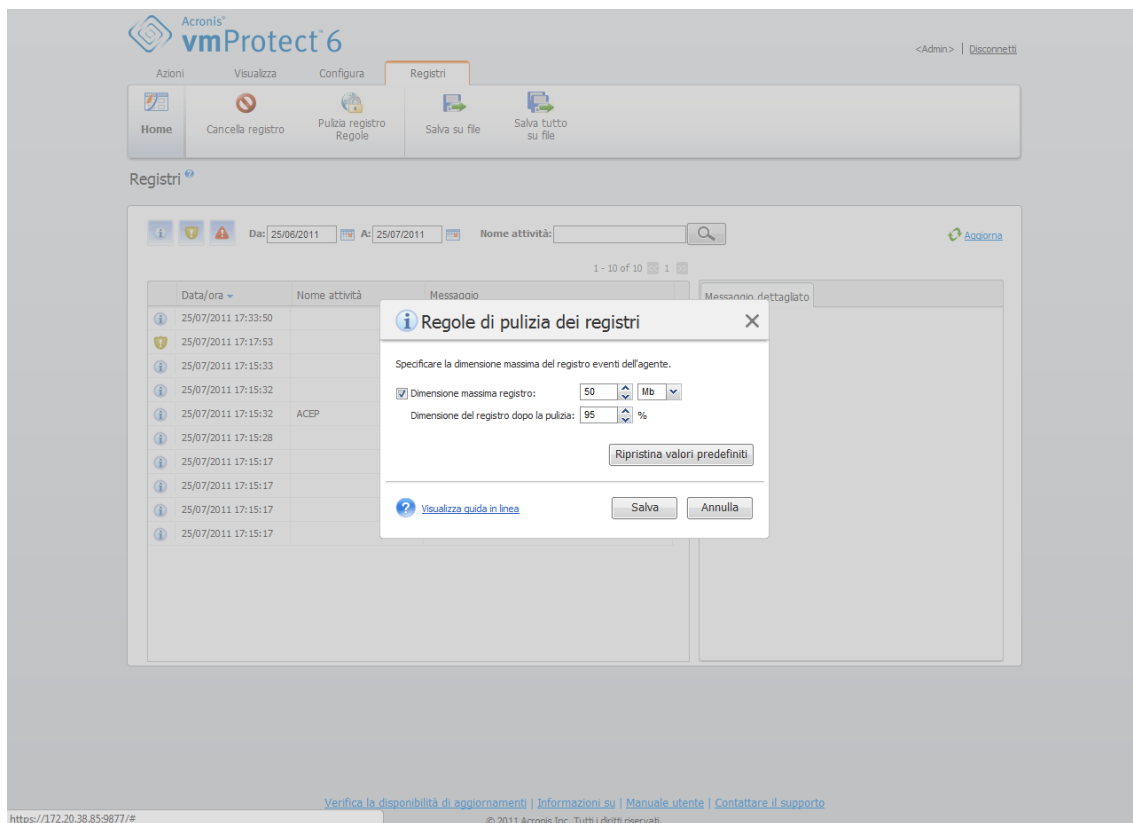 Acronis®
vmProtect™6
<Admin> | Disconnetti
Azioni Visualizza Configura Registri
Home Cancella registro Pulizia registro Regole Salva su file Salva tutto su file
Registri
Da: 25/06/2011 A: 25/07/2011 Nome attività: Aggiorna
1 - 10 of 10 << 1 >>
Data/ora Nome attività Messaggio Messaggio dettagliato
25/07/2011 17:33:50
25/07/2011 17:17:53
25/07/2011 17:15:33
25/07/2011 17:15:32
25/07/2011 17:15:32 ACEP
25/07/2011 17:15:28
25/07/2011 17:15:17
25/07/2011 17:15:17
25/07/2011 17:15:17
25/07/2011 17:15:17
Regole di pulizia dei registri
Specificare la dimensione massima del registro eventi dell'agente.
Dimensione massima registro: 50 Mb
Dimensione del registro dopo la pulizia: 95 %
Ripristina valori predefiniti
Visualizza guida in linea Salva Annulla
Verifica la disponibilità di aggiornamenti | Informazioni su | Manuale utente | Contattare il supporto
https://172.20.38.85:9877/#
© 2011 Acronis Inc. Tutti i diritti riservati.